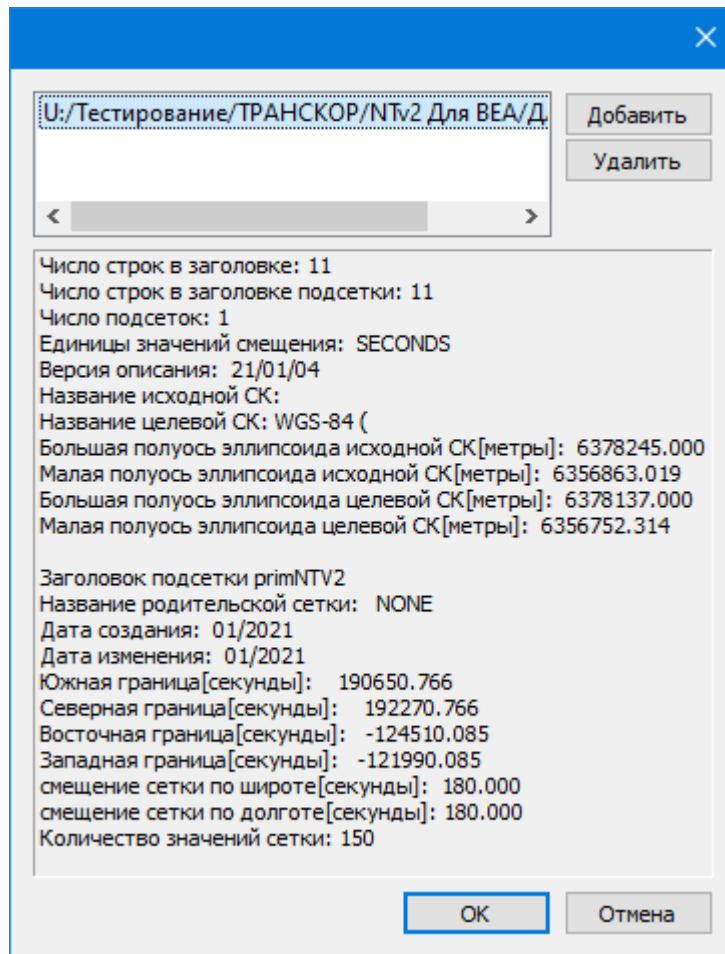 U:/Тестирование/ТРАНСКОР/NTv2 Для ВЕА/Д
Добавить
Удалить
Число строк в заголовке: 11
Число строк в заголовке подсетки: 11
Число подсеток: 1
Единицы значений смещения: SECONDS
Версия описания: 21/01/04
Название исходной СК:
Название целевой СК: WGS-84 (
Большая полуось эллипсоида исходной СК[метры]: 6378245.000
Малая полуось эллипсоида исходной СК[метры]: 6356863.019
Большая полуось эллипсоида целевой СК[метры]: 6378137.000
Малая полуось эллипсоида целевой СК[метры]: 6356752.314
Заголовок подсетки primNTV2
Название родительской сетки: NONE
Дата создания: 01/2021
Дата изменения: 01/2021
Южная граница[секунды]: 190650.766
Северная граница[секунды]: 192270.766
Восточная граница[секунды]: -124510.085
Западная граница[секунды]: -121990.085
смещение сетки по широте[секунды]: 180.000
смещение сетки по долготе[секунды]: 180.000
Количество значений сетки: 150
OK
Отмена